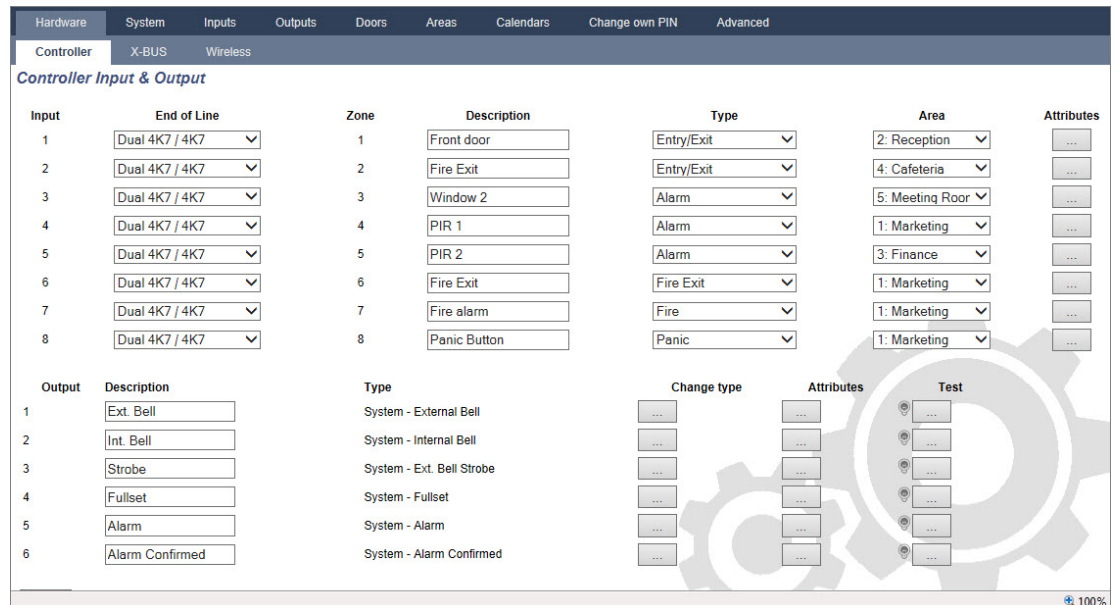 Hardware System Inputs Outputs Doors Areas Calendars Change own PIN Advanced
Controller X-BUS Wireless
Controller Input & Output
Input End of Line Zone Description Type Area Attributes
1 Dual 4K7 / 4K7 1 Front door Entry/Exit 2: Reception ...
2 Dual 4K7 / 4K7 2 Fire Exit Entry/Exit 4: Cafeteria ...
3 Dual 4K7 / 4K7 3 Window 2 Alarm 5: Meeting Roor ...
4 Dual 4K7 / 4K7 4 PIR 1 Alarm 1: Marketing ...
5 Dual 4K7 / 4K7 5 PIR 2 Alarm 3: Finance ...
6 Dual 4K7 / 4K7 6 Fire Exit Fire Exit 1: Marketing ...
7 Dual 4K7 / 4K7 7 Fire alarm Fire 1: Marketing ...
8 Dual 4K7 / 4K7 8 Panic Button Panic 1: Marketing ...
Output Description Type Change type Attributes Test
1 Ext. Bell System - External Bell ... ... ...
2 Int. Bell System - Internal Bell ... ... ...
3 Strobe System - Ext. Bell Strobe ... ... ...
4 Fullset System - Fullset ... ... ...
5 Alarm System - Alarm ... ... ...
6 Alarm Confirmed System - Alarm Confirmed ... ... ...
100%